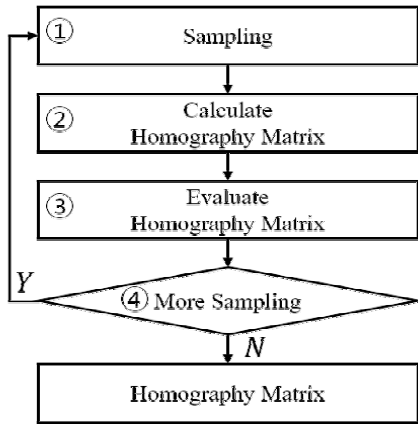 ① Sampling
② Calculate
Homography Matrix
③ Evaluate
Homography Matrix
④ More Sampling
Y
N
Homography Matrix